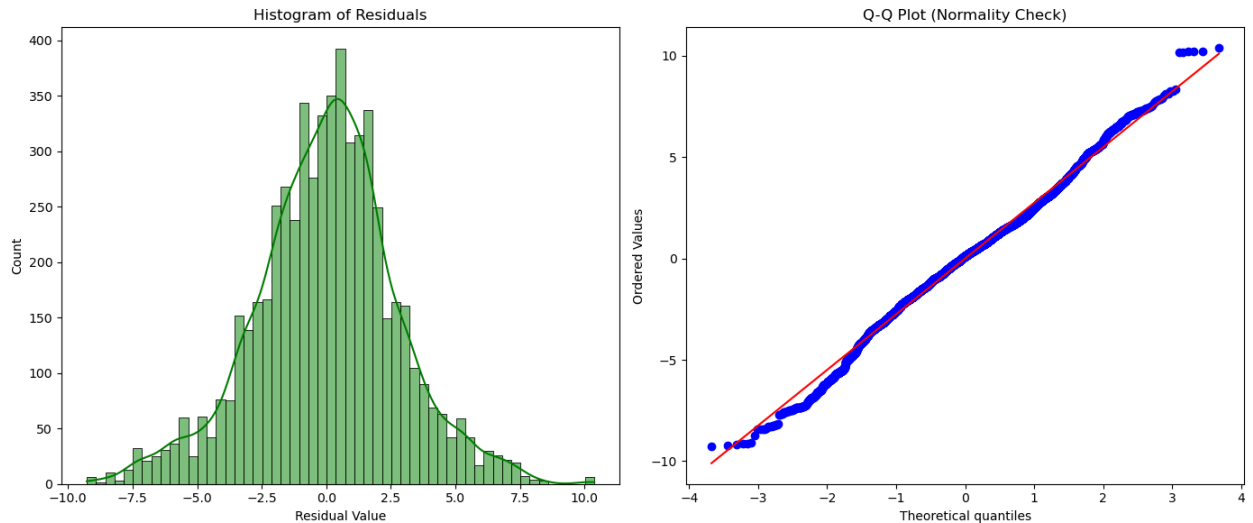 Histogram of Residuals
Count
400
350
300
250
200
150
100
50
0
−10.0 −7.5 −5.0 −2.5 0.0 2.5 5.0 7.5 10.0
Residual Value
Q-Q Plot (Normality Check)
Ordered Values
10
5
0
−5
−10
−4 −3 −2 −1 0 1 2 3 4
Theoretical quantiles